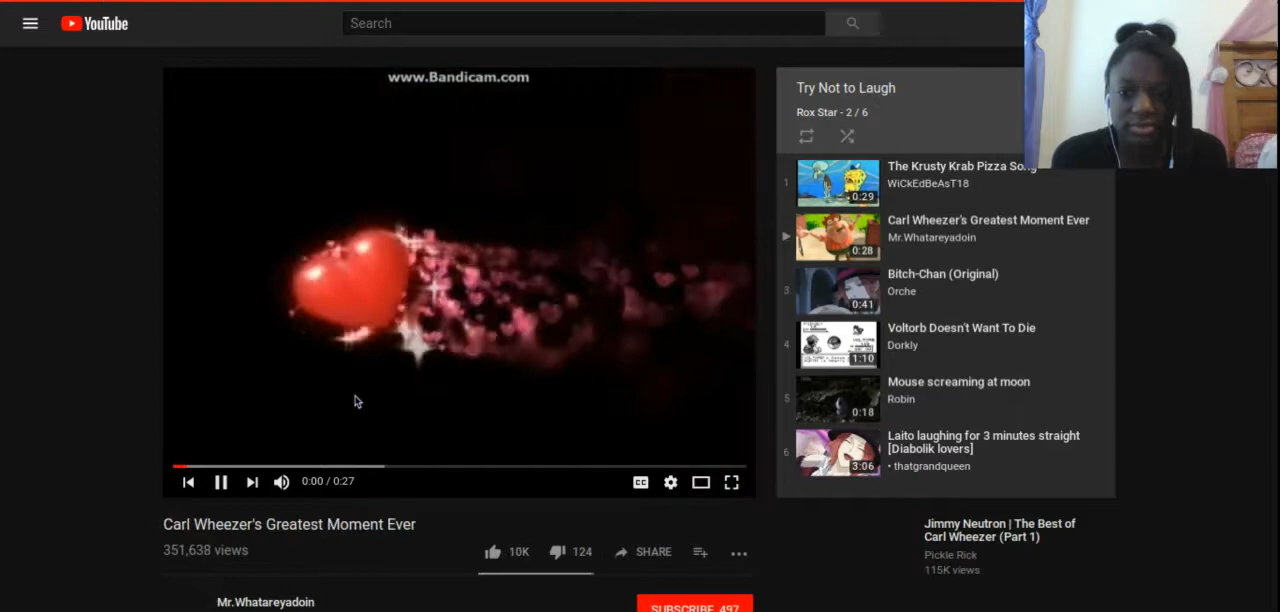 YouTube
Search
www.Bandicam.com
Try Not to Laugh
Rox Star - 2 / 6
1
The Krusty Krab Pizza Song
WiCkEdBeAsT18
0:29
Carl Wheezer's Greatest Moment Ever
Mr.Whatareyadoin
0:28
3
Bitch-Chan (Original)
Orche
0:41
4
Voltorb Doesn't Want To Die
Dorkly
1:10
5
Mouse screaming at moon
Robin
0:18
6
Laito laughing for 3 minutes straight
[Diabolik lovers]
• thatgrandqueen
3:06
0:00 / 0:27
CC
Carl Wheezer's Greatest Moment Ever
351,638 views
10K
124
SHARE
Mr.Whatareyadoin
SUBSCRIBE 497
Jimmy Neutron | The Best of
Carl Wheezer (Part 1)
Pickle Rick
115K views